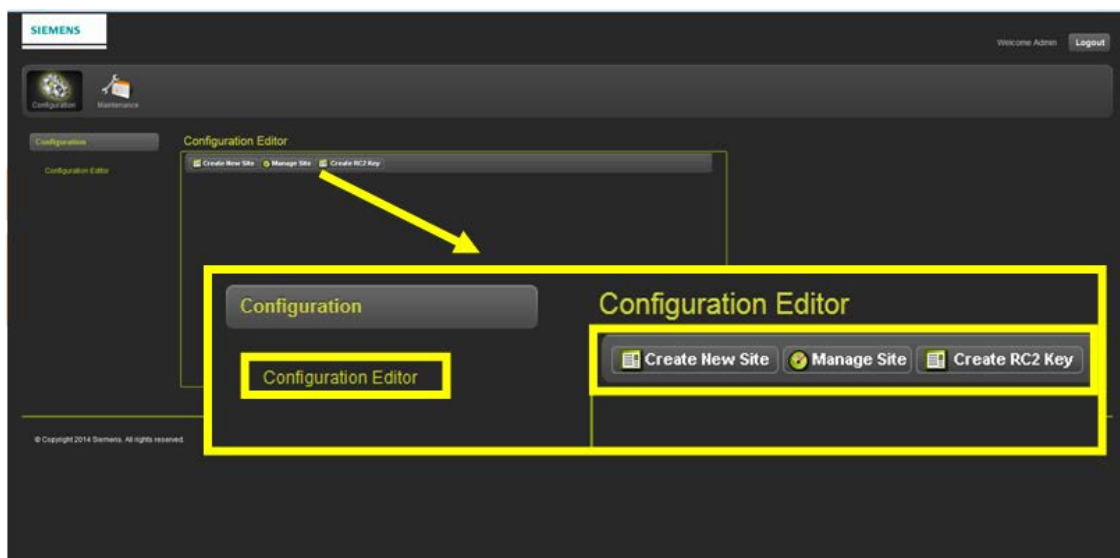 SIEMENS
Welcome Admin Logout
Configuration Maintenance
Configuration Configuration Editor
Create New Site Manage Site Create RC2 Key
Configuration Editor
Configuration Configuration Editor
Create New Site Manage Site Create RC2 Key
Configuration Editor
© Copyright 2014 Siemens. All rights reserved.